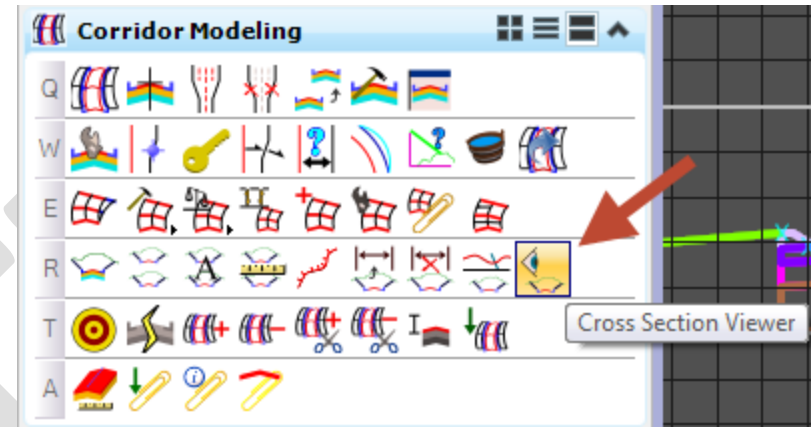 Corridor Modeling
Q
W
E
R
A
T
I
Cross Section Viewer
A